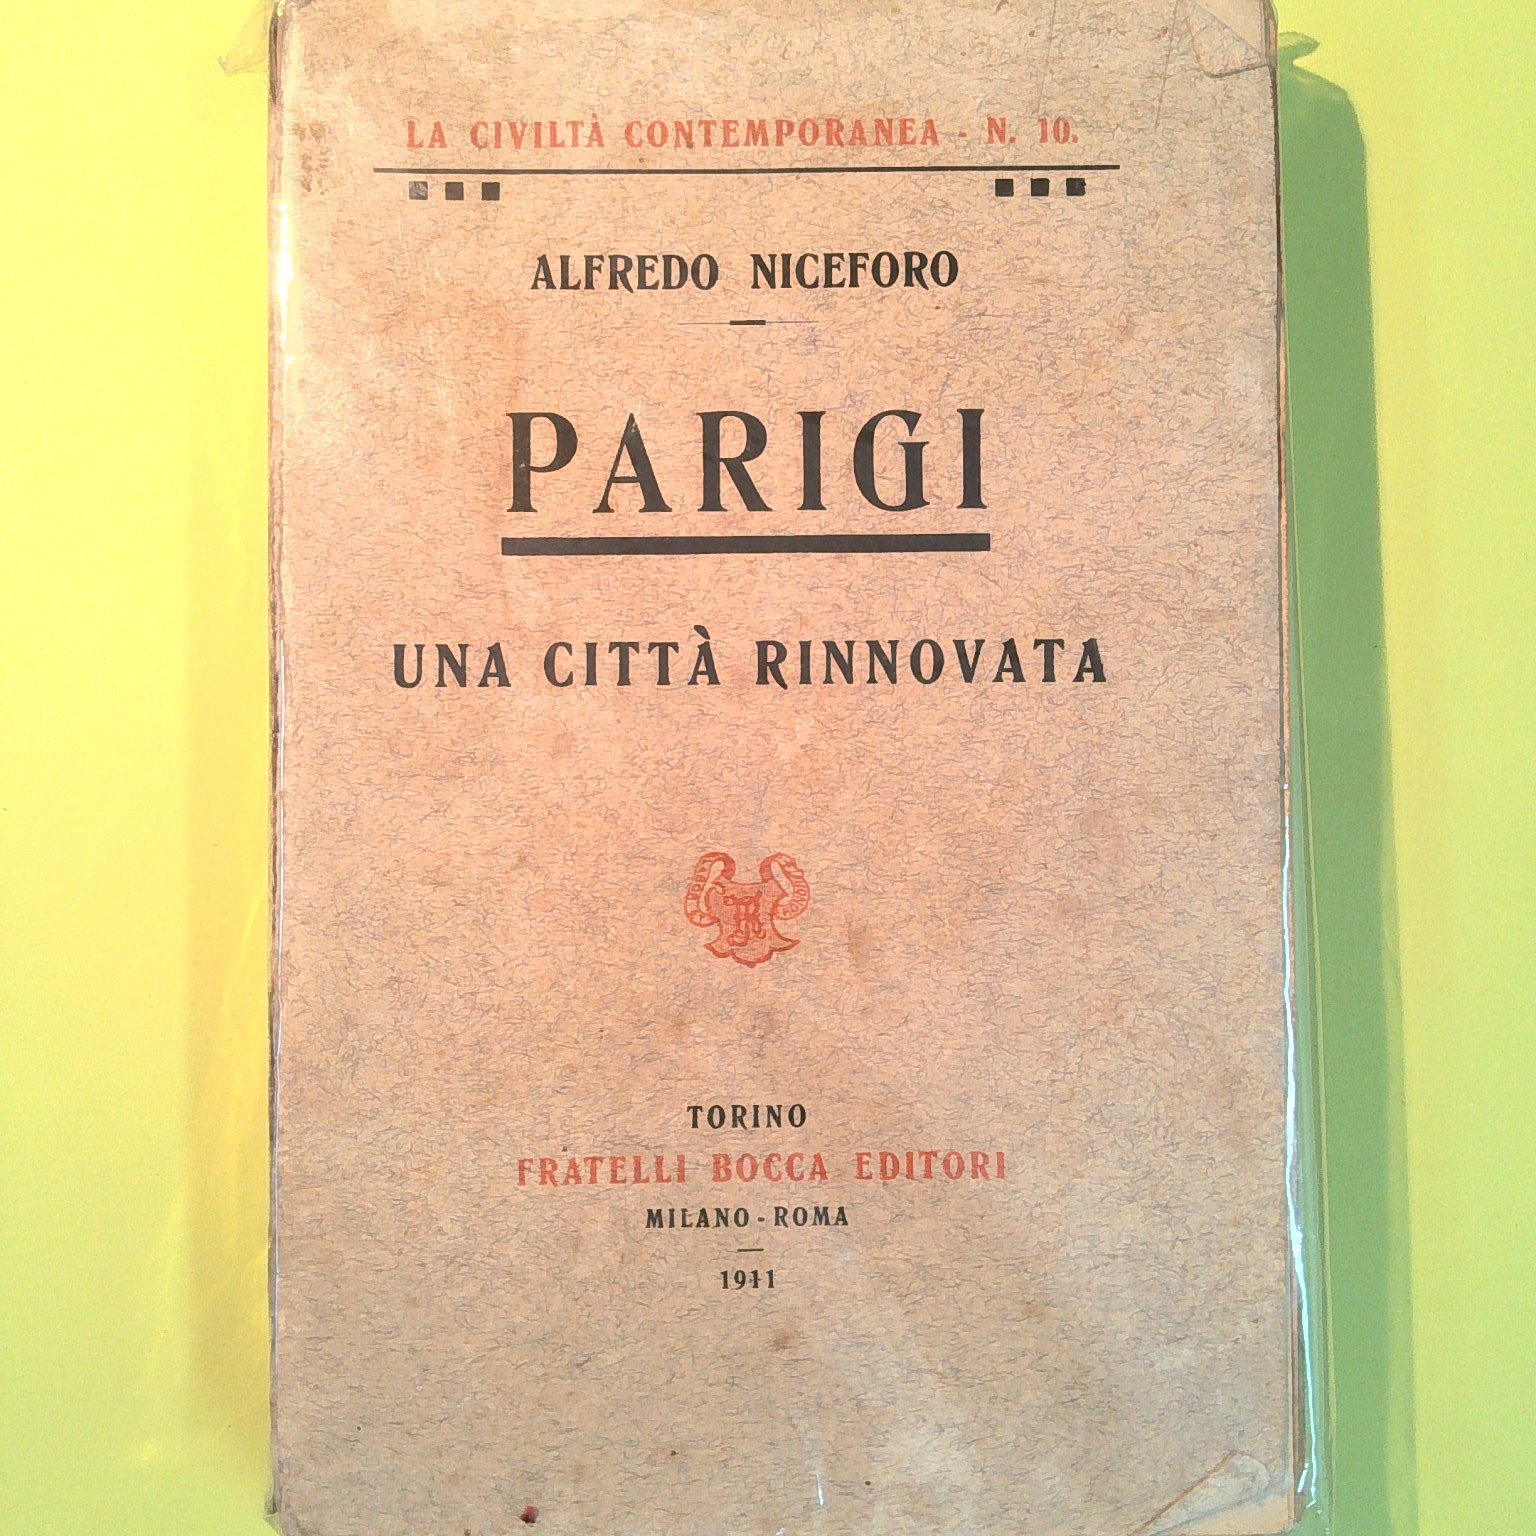 LA CIVILTÀ CONTEMPORANEA - N. 10.
ALFREDO NICEFORO
PARIGI
UNA CITTÀ RINNOVATA
TORINO
FRATELLI BOCCA EDITORI
MILANO - ROMA
1911